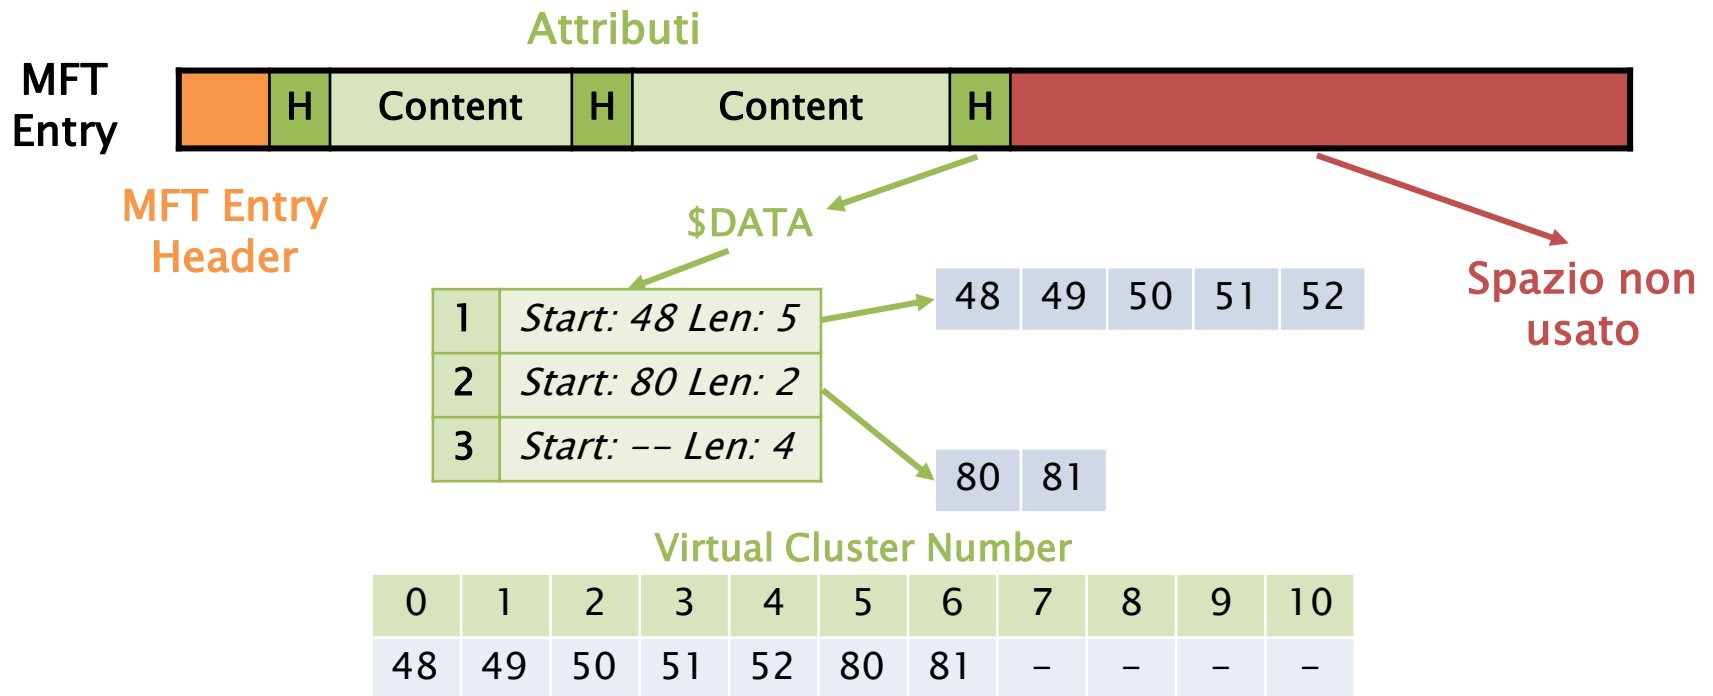 Attributi
MFT
Entry
H Content H Content H
MFT Entry
Header
$DATA
Spazio non
usato
1 Start: 48 Len: 5
2 Start: 80 Len: 2
3 Start: -- Len: 4
48 49 50 51 52
80 81
Virtual Cluster Number
0 1 2 3 4 5 6 7 8 9 10
48 49 50 51 52 80 81 - - - -